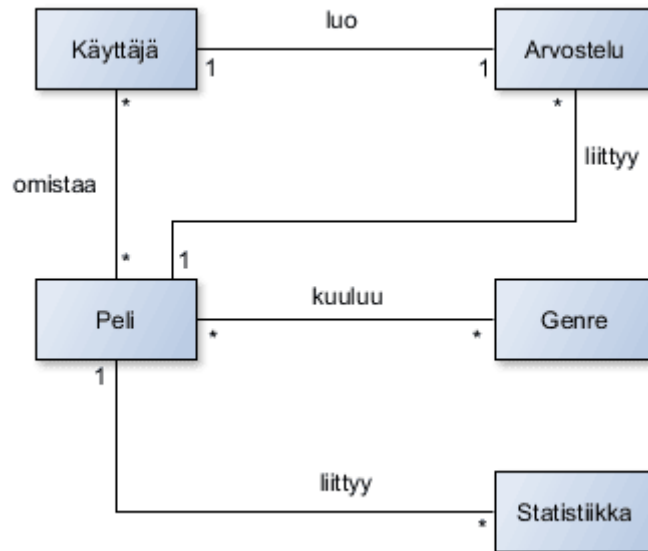 luo
Käyttäjä
Arvostelu
1
1
*
*
liittyy
omistaa
*
1
kuuluu
Peli
Genre
*
*
1
liittyy
Statistiikka
*